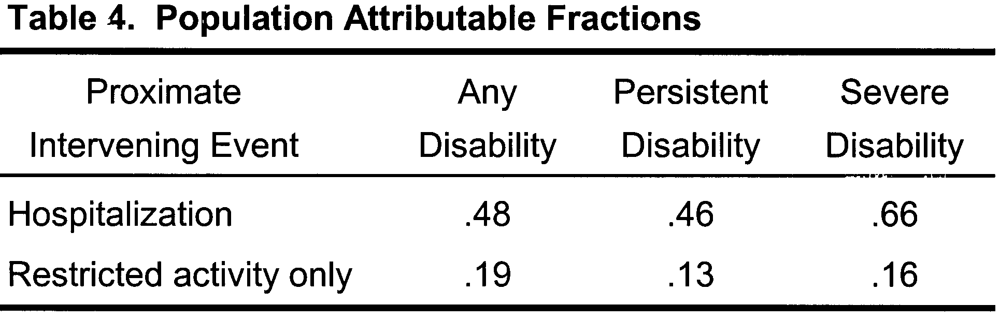 Table 4. Population Attributable Fractions
Proximate Any Persistent Severe
Intervening Event Disability Disability Disability
Hospitalization .48 .46 .66
Restricted activity only .19 .13 .16